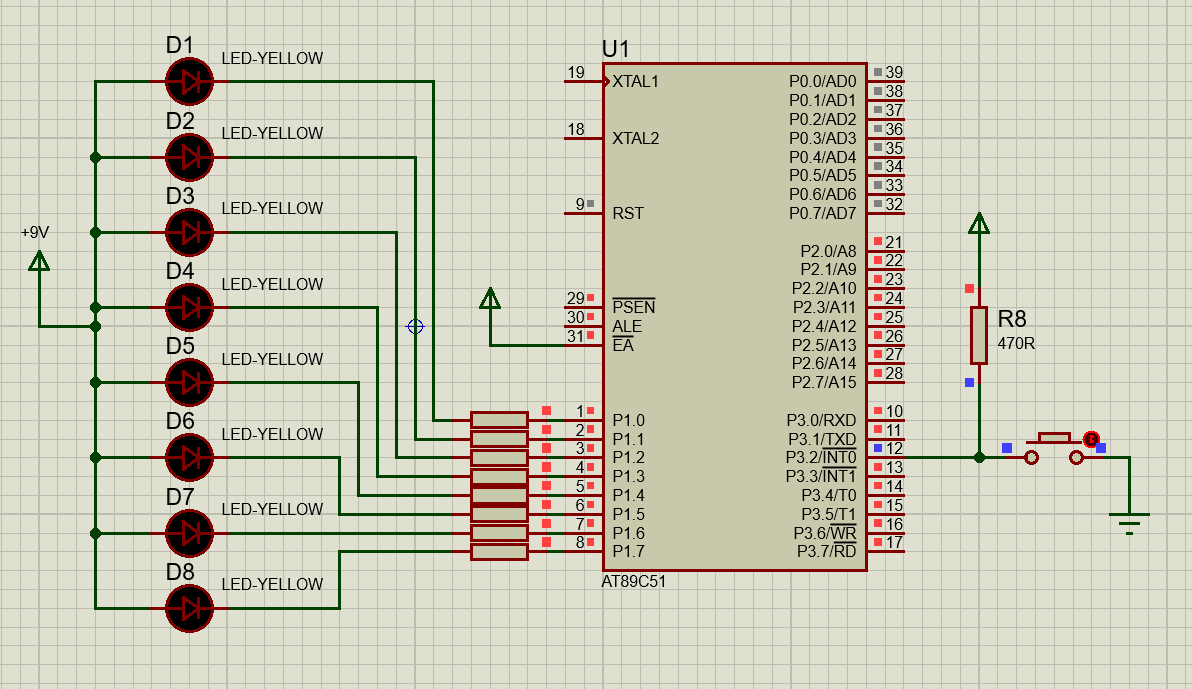 D1
LED-YELLOW
D2
LED-YELLOW
D3
LED-YELLOW
D4
LED-YELLOW
D5
LED-YELLOW
D6
LED-YELLOW
D7
LED-YELLOW
D8
LED-YELLOW
+9V
U1
19 XTAL1
18 XTAL2
9 RST
29 PSEN
30 ALE
31 EA
1 P1.0
2 P1.1
3 P1.2
4 P1.3
5 P1.4
6 P1.5
7 P1.6
8 P1.7
P0.0/AD0 39
P0.1/AD1 38
P0.2/AD2 37
P0.3/AD3 36
P0.4/AD4 35
P0.5/AD5 34
P0.6/AD6 33
P0.7/AD7 32
P2.0/A8 21
P2.1/A9 22
P2.2/A10 23
P2.3/A11 24
P2.4/A12 25
P2.5/A13 26
P2.6/A14 27
P2.7/A15 28
P3.0/RXD 10
P3.1/TXD 11
P3.2/INT0 12
P3.3/INT1 13
P3.4/T0 14
P3.5/T1 15
P3.6/WR 16
P3.7/RD 17
AT89C51
R8
470R